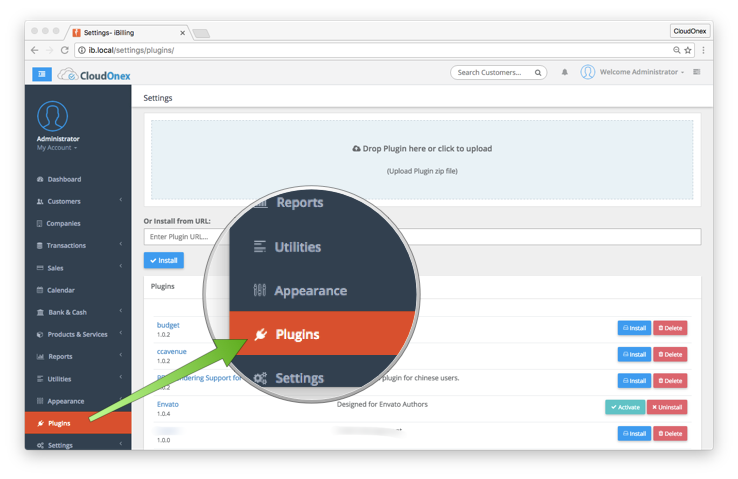 Settings- iBilling
CloudOnex
ib.local/settings/plugins/
CloudOnex
Search Customers...
Welcome Administrator
Settings
Administrator
My Account
Drop Plugin here or click to upload
(Upload Plugin zip file)
Dashboard
Customers
Companies
Transactions
Sales
Calendar
Bank & Cash
Products & Services
Reports
Utilities
Appearance
Plugins
Settings
Or Install from URL:
Enter Plugin URL...
Install
Plugins
Reports
Utilities
Appearance
Plugins
Settings
budget
1.0.2
Install
Delete
ccavenue
1.0.2
Install
Delete
Support for
plugin for chinese users.
Install
Delete
Envato
1.0.4
Designed for Envato Authors
Activate
Uninstall
1.0.0
Install
Delete